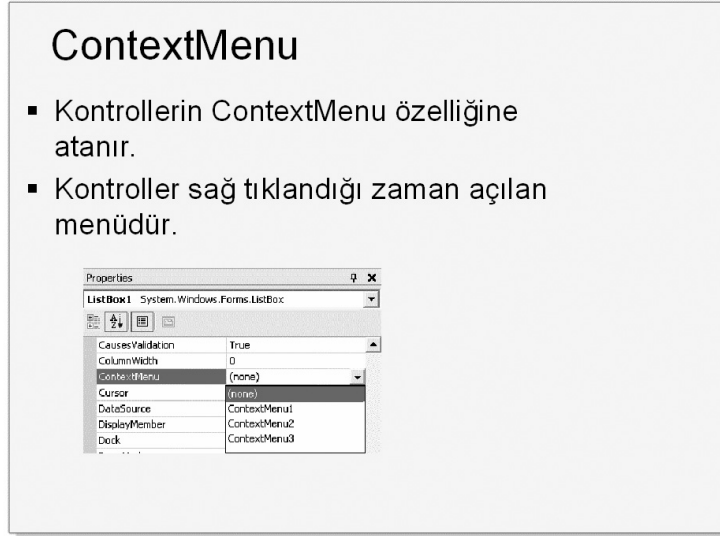 ContextMenu
▪ Kontrollerin ContextMenu özelliğine
atanır.
▪ Kontroller sağ tıklandığı zaman açılan
menüdür.
Properties
ListBox1 System.Windows.Forms.ListBox
CausesValidation True
ColumnWidth 0
ContextMenu (none)
Cursor (none)
DataSource ContextMenu1
DisplayMember ContextMenu2
Dock ContextMenu3